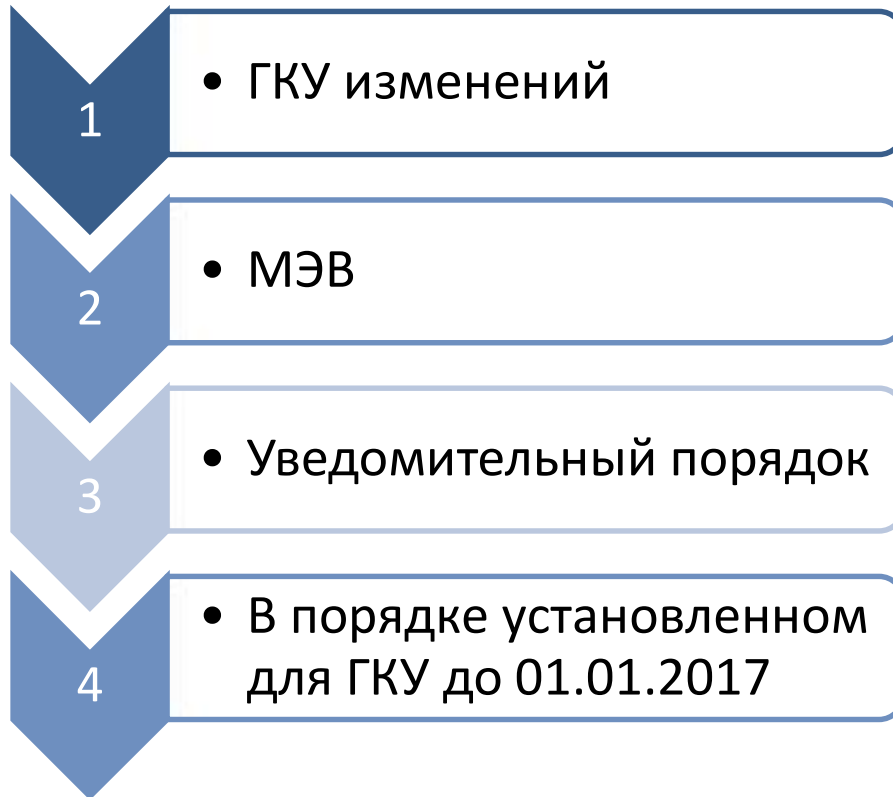 1
• ГКУ изменений
2
• МЭВ
3
• Уведомительный порядок
4
• В порядке установленном
для ГКУ до 01.01.2017